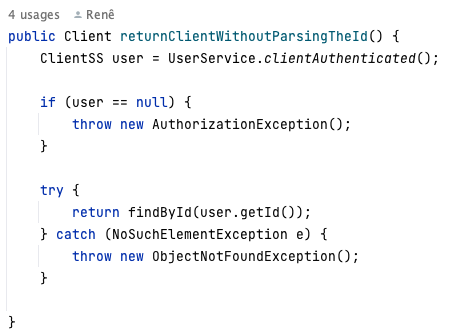 4 usages Renê
public Client returnClientWithoutParsingTheId() {
    ClientSS user = UserService.clientAuthenticated();
    if (user == null) {
        throw new AuthorizationException();
    }
    try {
        return findById(user.getId());
    } catch (NoSuchElementException e) {
        throw new ObjectNotFoundException();
    }
}